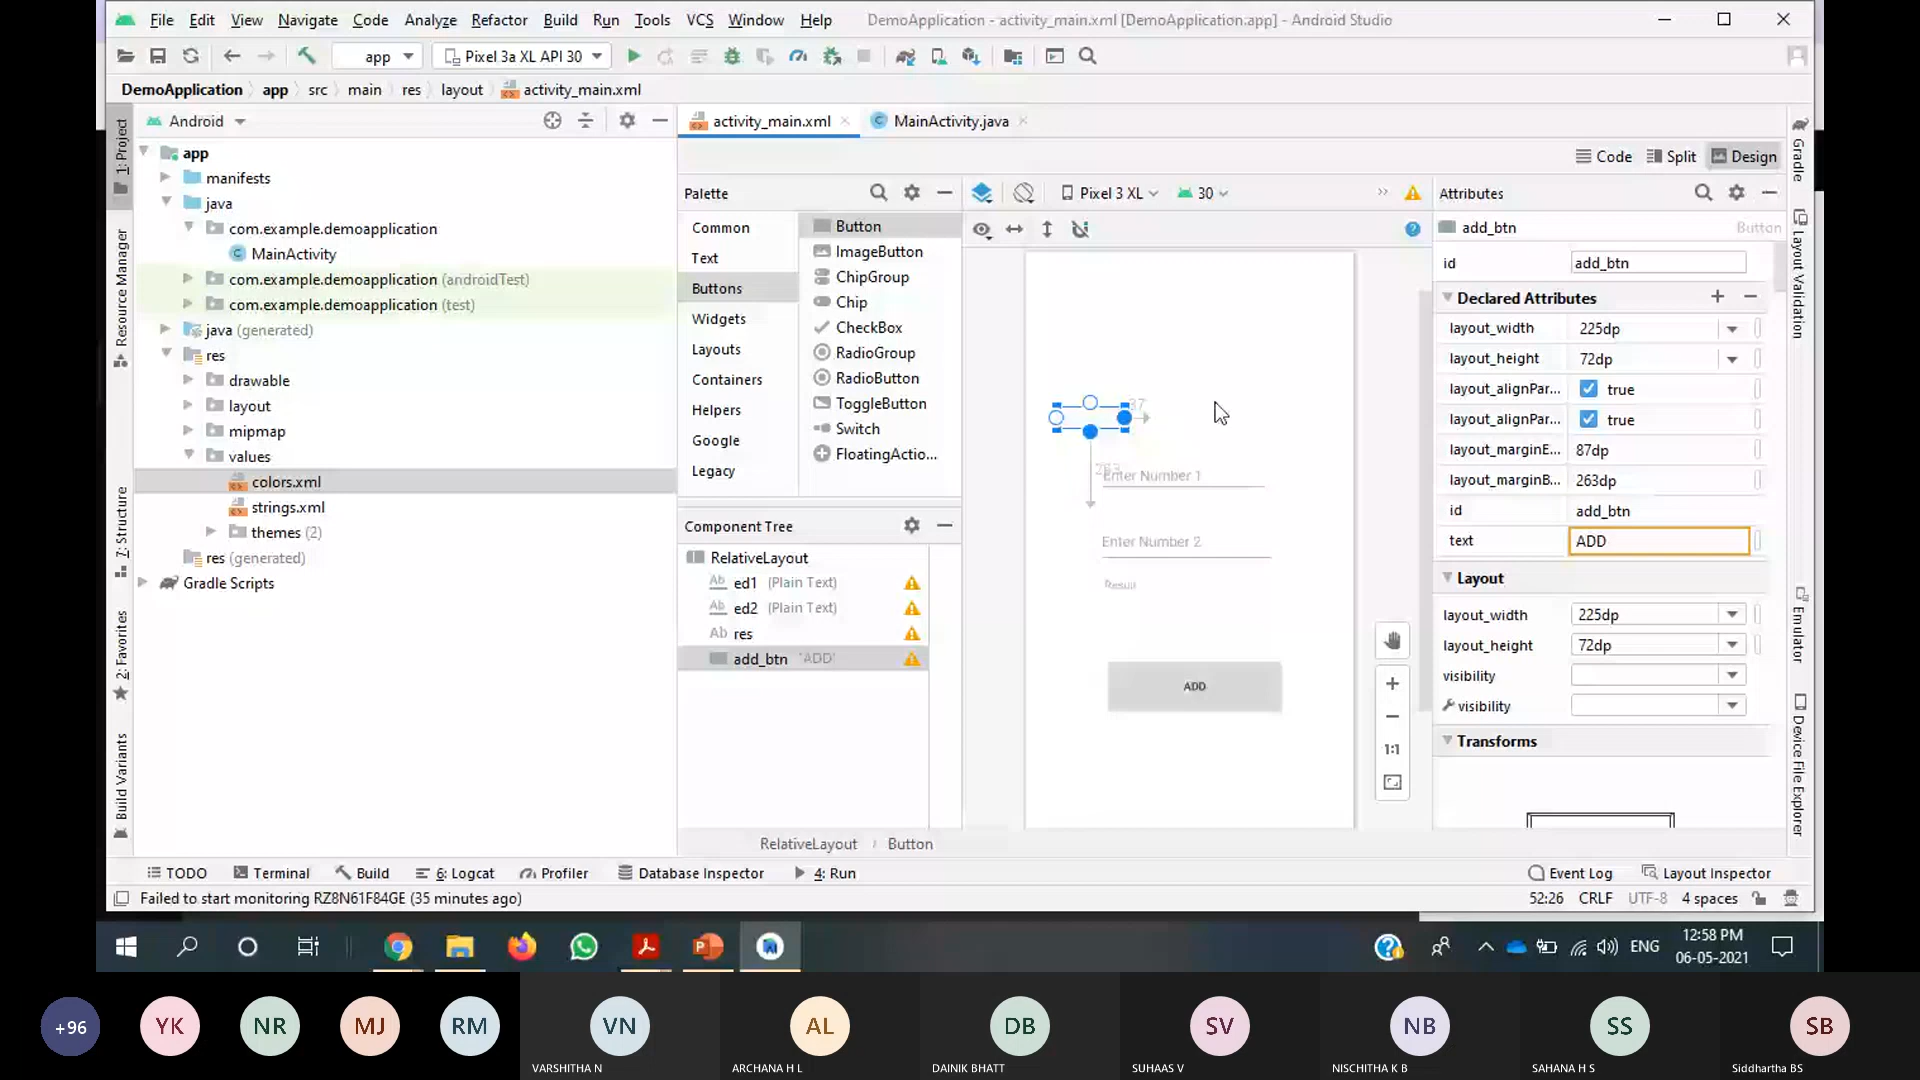 File Edit View Navigate Code Analyze Refactor Build Run Tools VCS Window Help DemoApplication - activity_main.xml [DemoApplication.app] - Android Studio
app Pixel 3a XL API 30
DemoApplication app src main res layout activity_main.xml
Android
activity_main.xml MainActivity.java
Code Split Design
1: Project
Resource Manager
7: Structure
2: Favorites
Build Variants
app
manifests
java
com.example.demoapplication
MainActivity
com.example.demoapplication (androidTest)
com.example.demoapplication (test)
java (generated)
res
drawable
layout
mipmap
values
colors.xml
strings.xml
themes (2)
res (generated)
Gradle Scripts
Palette
Common
Text
Buttons
Widgets
Layouts
Containers
Helpers
Google
Legacy
Button
ImageButton
ChipGroup
Chip
CheckBox
RadioGroup
RadioButton
ToggleButton
Switch
FloatingActio...
Component Tree
RelativeLayout
ed1 (Plain Text)
ed2 (Plain Text)
res
add_btn "ADD"
Pixel 3 XL 30
Enter Number 1
Enter Number 2
Result
ADD
1:1
RelativeLayout Button
Attributes
add_btn Button
id add_btn
Declared Attributes
layout_width 225dp
layout_height 72dp
layout_alignPar... true
layout_alignPar... true
layout_marginE... 87dp
layout_marginB... 263dp
id add_btn
text ADD
Layout
layout_width 225dp
layout_height 72dp
visibility
visibility
Transforms
Gradle
Layout Validation
Emulator
Device File Explorer
TODO Terminal Build 6: Logcat Profiler Database Inspector 4: Run Event Log Layout Inspector
Failed to start monitoring RZ8N61F84GE (35 minutes ago) 52:26 CRLF UTF-8 4 spaces
ENG 12:58 PM
06-05-2021
+96 YK NR MJ RM VN AL DB SV NB SS SB
VARSHITHA N ARCHANA H L DAINIK BHATT SUHAAS V NISCHITHA K B SAHANA H S Siddhartha BS